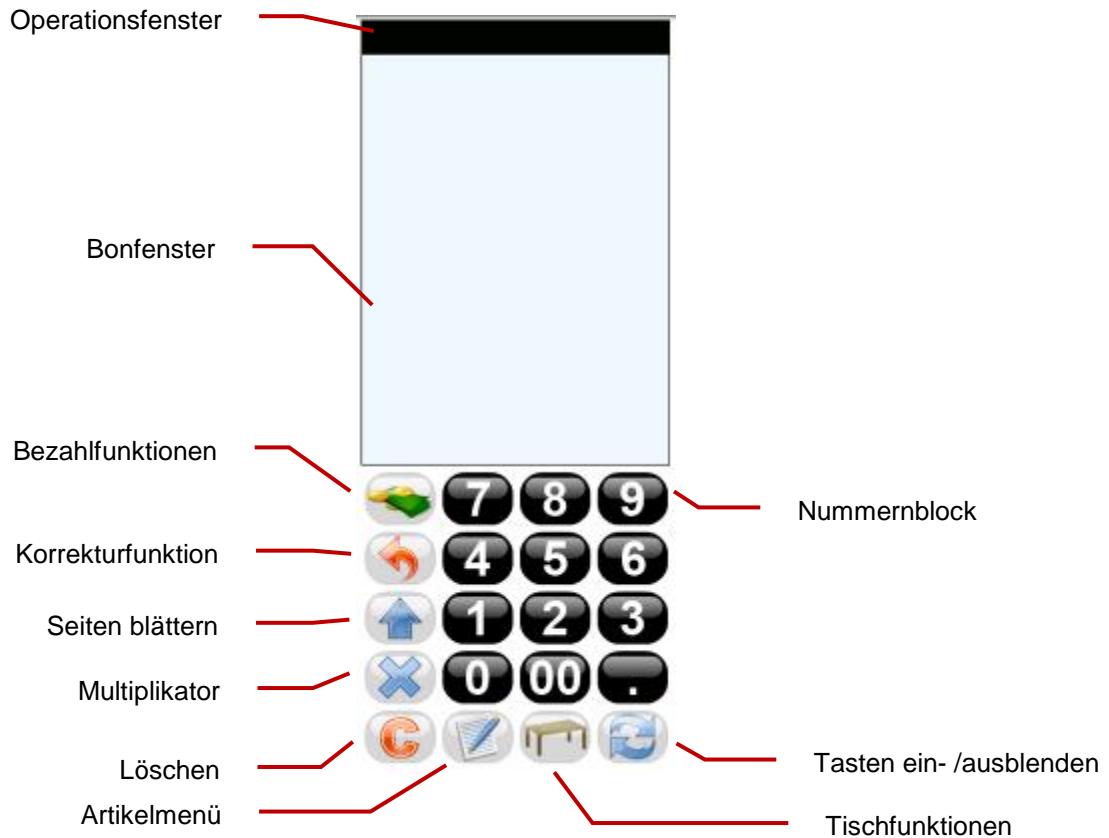 Operationsfenster
Bonfenster
Bezahlfunktionen
7 8 9
Nummernblock
Korrekturfunktion
4 5 6
Seiten blättern
1 2 3
Multiplikator
0 00 .
C
Löschen
Tasten ein- /ausblenden
Artikelmenü
Tischfunktionen